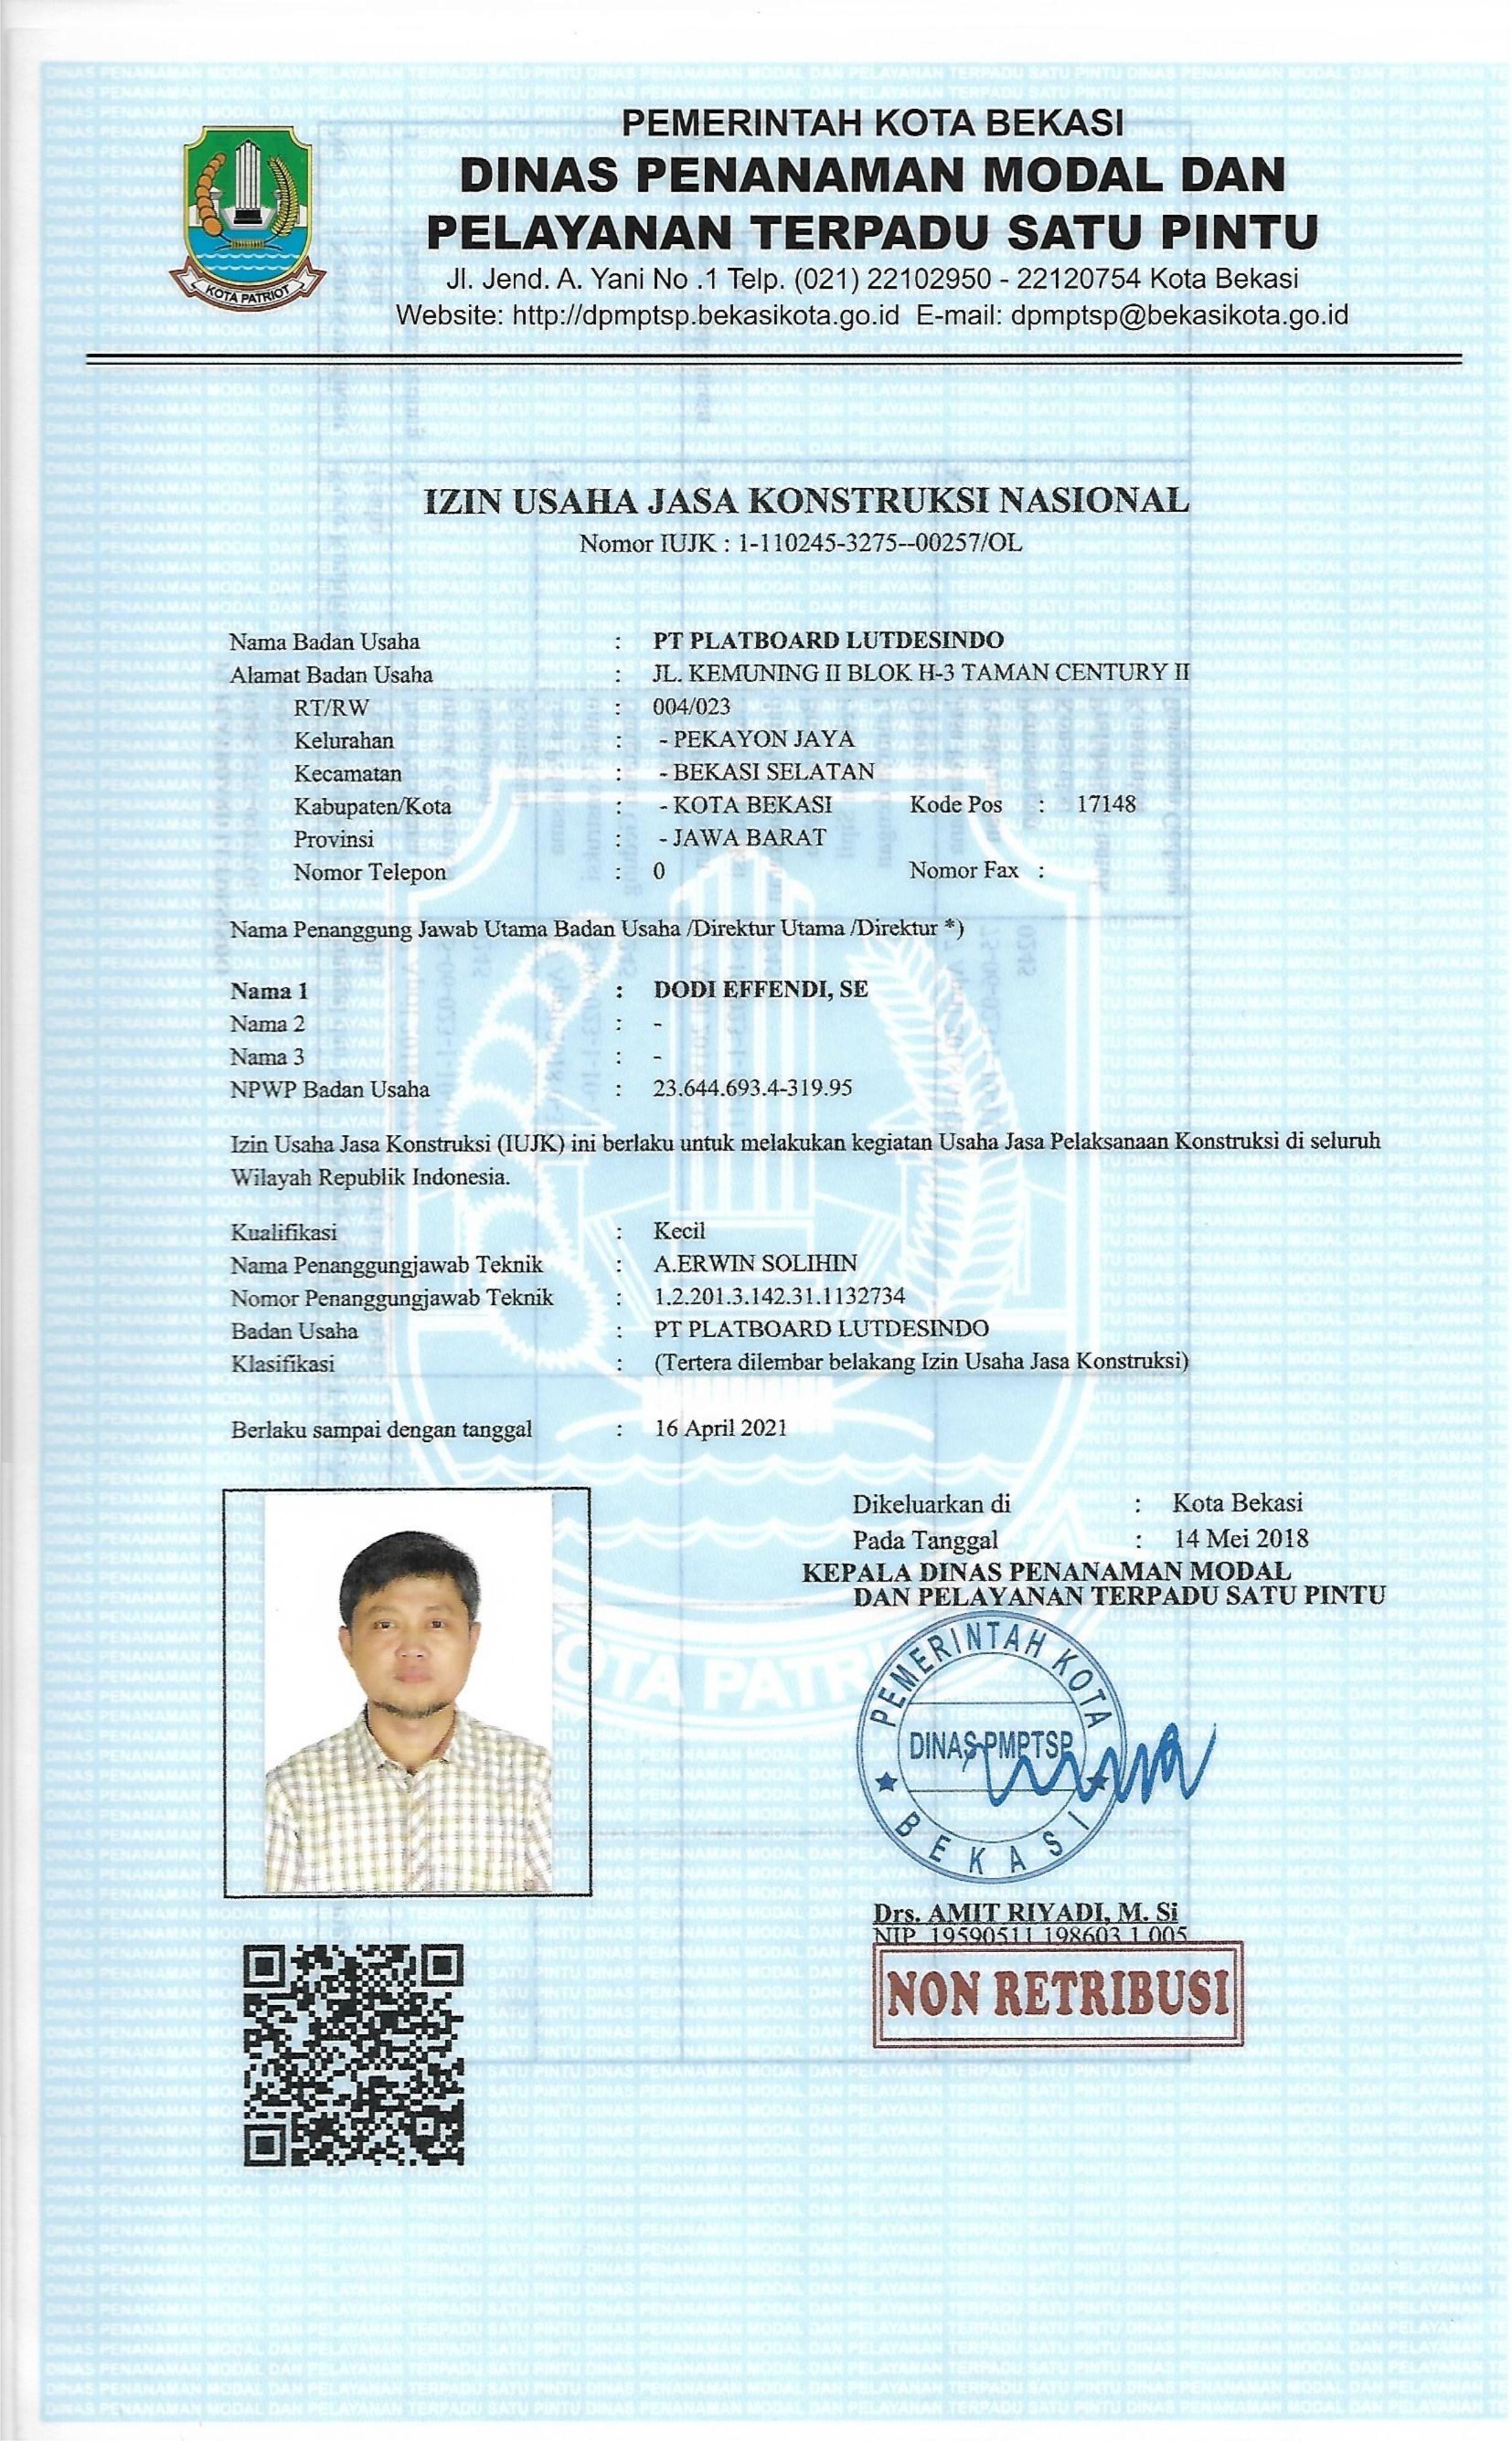 PEMERINTAH KOTA BEKASI
DINAS PENANAMAN MODAL DAN
PELAYANAN TERPADU SATU PINTU
Jl. Jend. A. Yani No .1 Telp. (021) 22102950 - 22120754 Kota Bekasi
Website: http://dpmptsp.bekasikota.go.id E-mail: dpmptsp@bekasikota.go.id
KOTA PATRIOT
IZIN USAHA JASA KONSTRUKSI NASIONAL
Nomor IUJK : 1-110245-3275--00257/OL
Nama Badan Usaha : PT PLATBOARD LUTDESINDO
Alamat Badan Usaha : JL. KEMUNING II BLOK H-3 TAMAN CENTURY II
RT/RW : 004/023
Kelurahan : - PEKAYON JAYA
Kecamatan : - BEKASI SELATAN
Kabupaten/Kota : - KOTA BEKASI Kode Pos : 17148
Provinsi : - JAWA BARAT
Nomor Telepon : 0 Nomor Fax :
Nama Penanggung Jawab Utama Badan Usaha /Direktur Utama /Direktur *)
Nama 1 : DODI EFFENDI, SE
Nama 2 : -
Nama 3 : -
NPWP Badan Usaha : 23.644.693.4-319.95
Izin Usaha Jasa Konstruksi (IUJK) ini berlaku untuk melakukan kegiatan Usaha Jasa Pelaksanaan Konstruksi di seluruh
Wilayah Republik Indonesia.
Kualifikasi : Kecil
Nama Penanggungjawab Teknik : A.ERWIN SOLIHIN
Nomor Penanggungjawab Teknik : 1.2.201.3.142.31.1132734
Badan Usaha : PT PLATBOARD LUTDESINDO
Klasifikasi : (Tertera dilembar belakang Izin Usaha Jasa Konstruksi)
Berlaku sampai dengan tanggal : 16 April 2021
Dikeluarkan di : Kota Bekasi
Pada Tanggal : 14 Mei 2018
KEPALA DINAS PENANAMAN MODAL
DAN PELAYANAN TERPADU SATU PINTU
PEMERINTAH KOTA
DINAS PMPTSP
BEKASI
Drs. AMIT RIYADI, M. Si
NIP 19590511 198603 1 005
NON RETRIBUSI